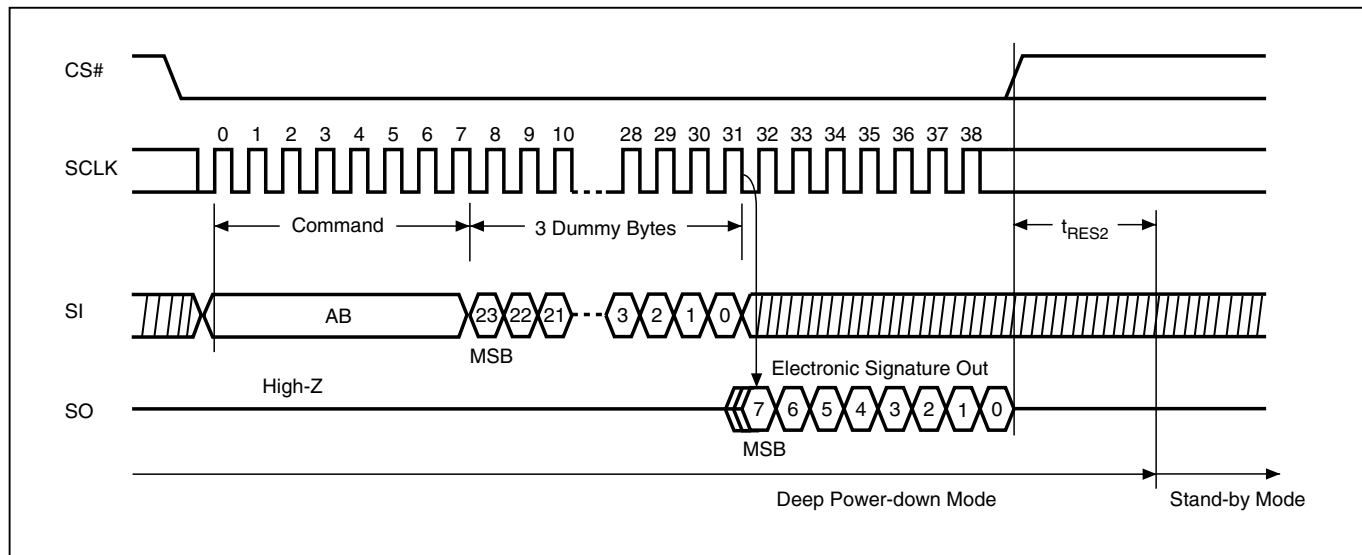 CS#
0 1 2 3 4 5 6 7 8 9 10 28 29 30 31 32 33 34 35 36 37 38
SCLK
Command
3 Dummy Bytes
tRES2
SI
AB
23 22 21 3 2 1 0
MSB
Electronic Signature Out
High-Z
SO
7 6 5 4 3 2 1 0
MSB
Deep Power-down Mode
Stand-by Mode